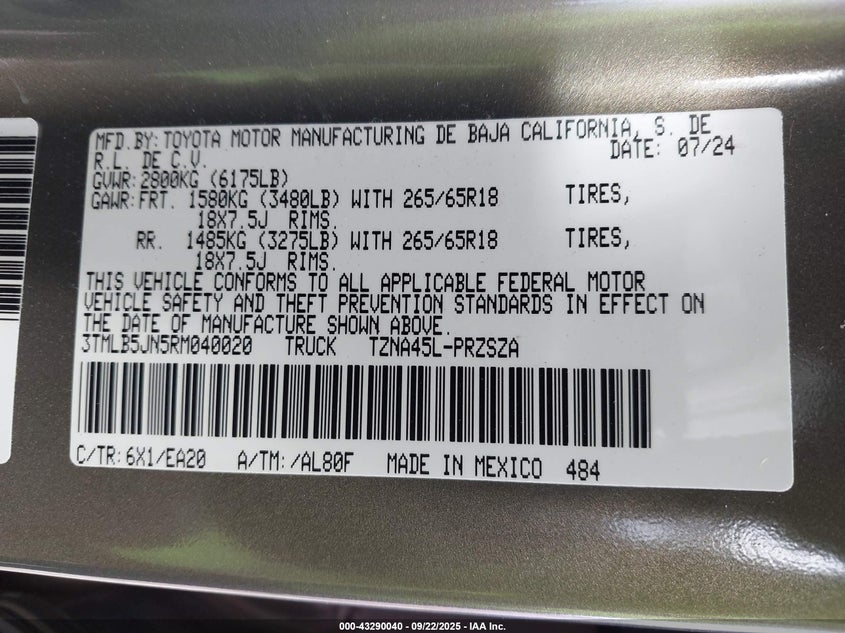 MFD.BY: TOYOTA MOTOR MANUFACTURING DE BAJA CALIFORNIA, S. DE
R.L. DE C.V. DATE: 07/24
GVWR: 2800KG (6175LB)
GAWR: FRT. 1580KG (3480LB) WITH 265/65R18 TIRES,
18X7.5J RIMS.
RR. 1485KG (3275LB) WITH 265/65R18 TIRES,
18X7.5J RIMS.
THIS VEHICLE CONFORMS TO ALL APPLICABLE FEDERAL MOTOR
VEHICLE SAFETY AND THEFT PREVENTION STANDARDS IN EFFECT ON
THE DATE OF MANUFACTURE SHOWN ABOVE.
3TMLB5JN5RM040020 TRUCK TZNA45L-PRZSZA
C/TR: 6X1/EA20 A/TM: /AL80F MADE IN MEXICO 484
000-43290040 - 09/22/2025 - IAA Inc.